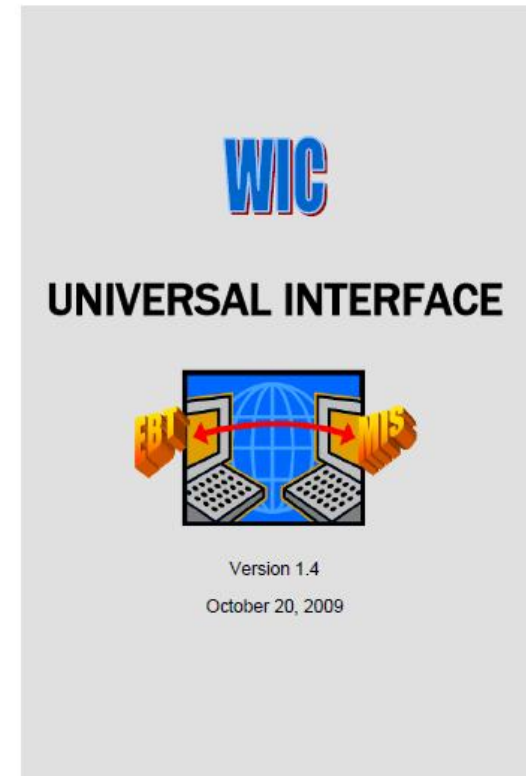 WIC
UNIVERSAL INTERFACE
EBT
MIS
Version 1.4
October 20, 2009